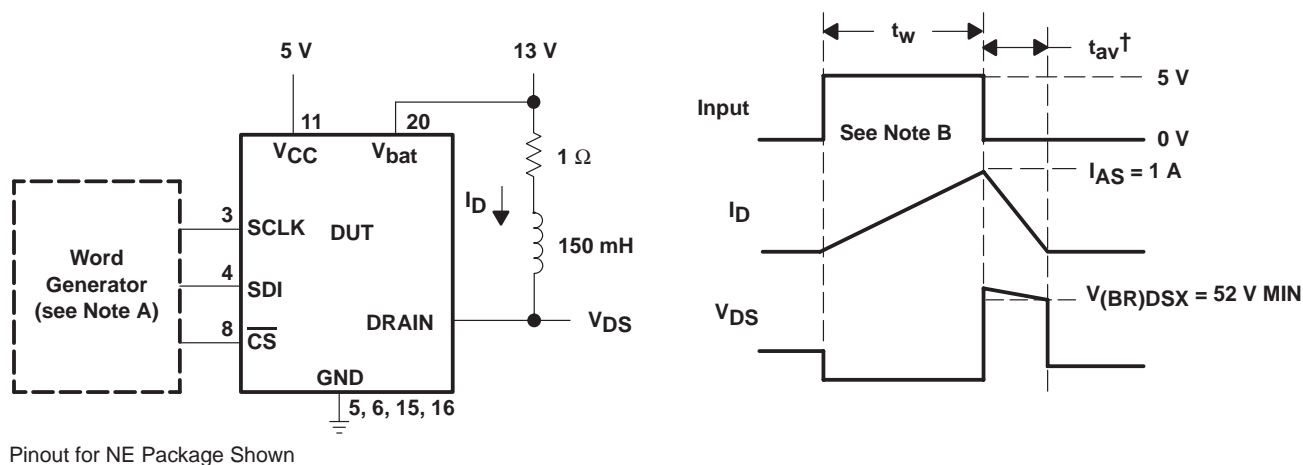 5 V
13 V
11
20
VCC
Vbat
1 Ω
ID
150 mH
Word
Generator
(see Note A)
3
SCLK
DUT
4
SDI
8
CS
DRAIN
VDS
GND
5, 6, 15, 16
Pinout for NE Package Shown
tw
tav†
5 V
Input
See Note B
0 V
IAS = 1 A
ID
V(BR)DSX = 52 V MIN
VDS